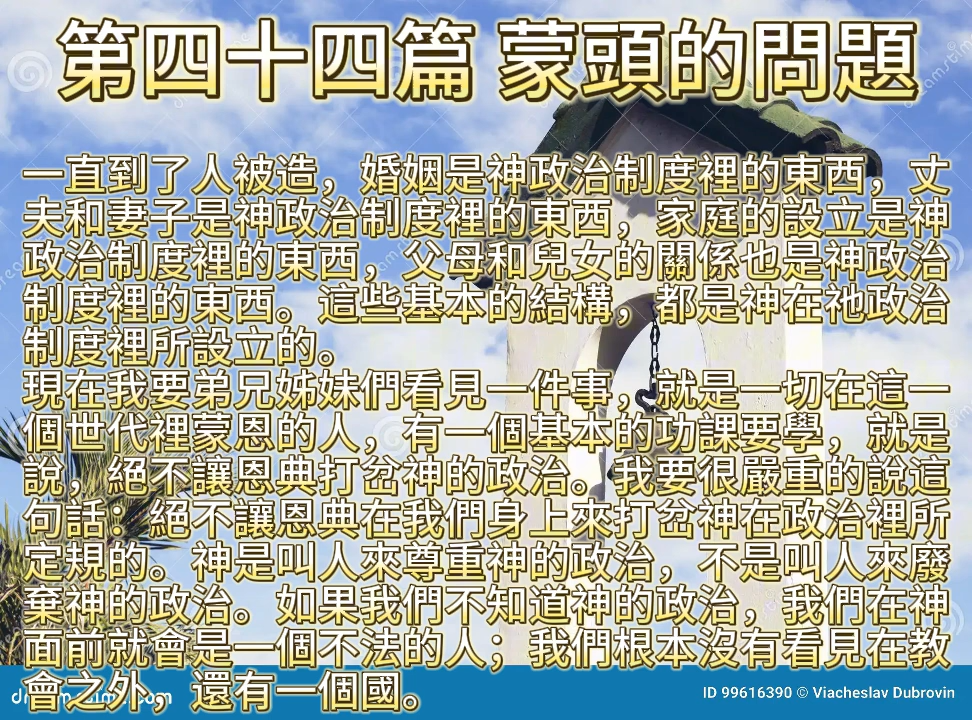 第四十四篇 蒙頭的問題
一直到了人被造，婚姻是神政治制度裡的東西，丈
夫和妻子是神政治制度裡的東西，家庭的設立是神
政治制度裡的東西，父母和兒女的關係也是神政治
制度裡的東西。這些基本的結構，都是神在祂政治
制度裡所設立的。
現在我要弟兄姊妹們看見一件事，就是一切在這一
個世代裡蒙恩的人，有一個基本的功課要學，就是
說，絕不讓恩典打岔神的政治。我要很嚴重的說這
句話：絕不讓恩典在我們身上來打岔神在政治裡所
定規的。神是叫人來尊重神的政治，不是叫人來廢
棄神的政治。如果我們不知道神的政治，我們在神
面前就會是一個不法的人；我們根本沒有看見在教
會之外，還有一個國。
ID 99616390 © Viacheslav Dubrovin